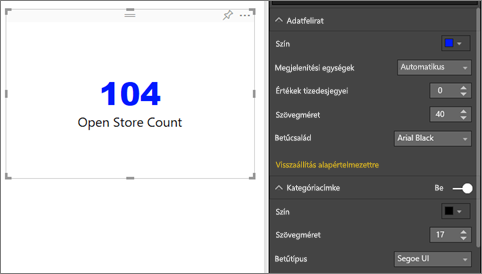 104
Open Store Count
Adatfelirat
Szín
Megjelenítési egységek
Automatikus
Értékek tizedesjegyei
0
Szövegméret
40
Betűcsalád
Arial Black
Visszaállítás alapértelmezettre
Kategóriacímke
Be
Szín
Szövegméret
17
Betűtípus
Segoe UI